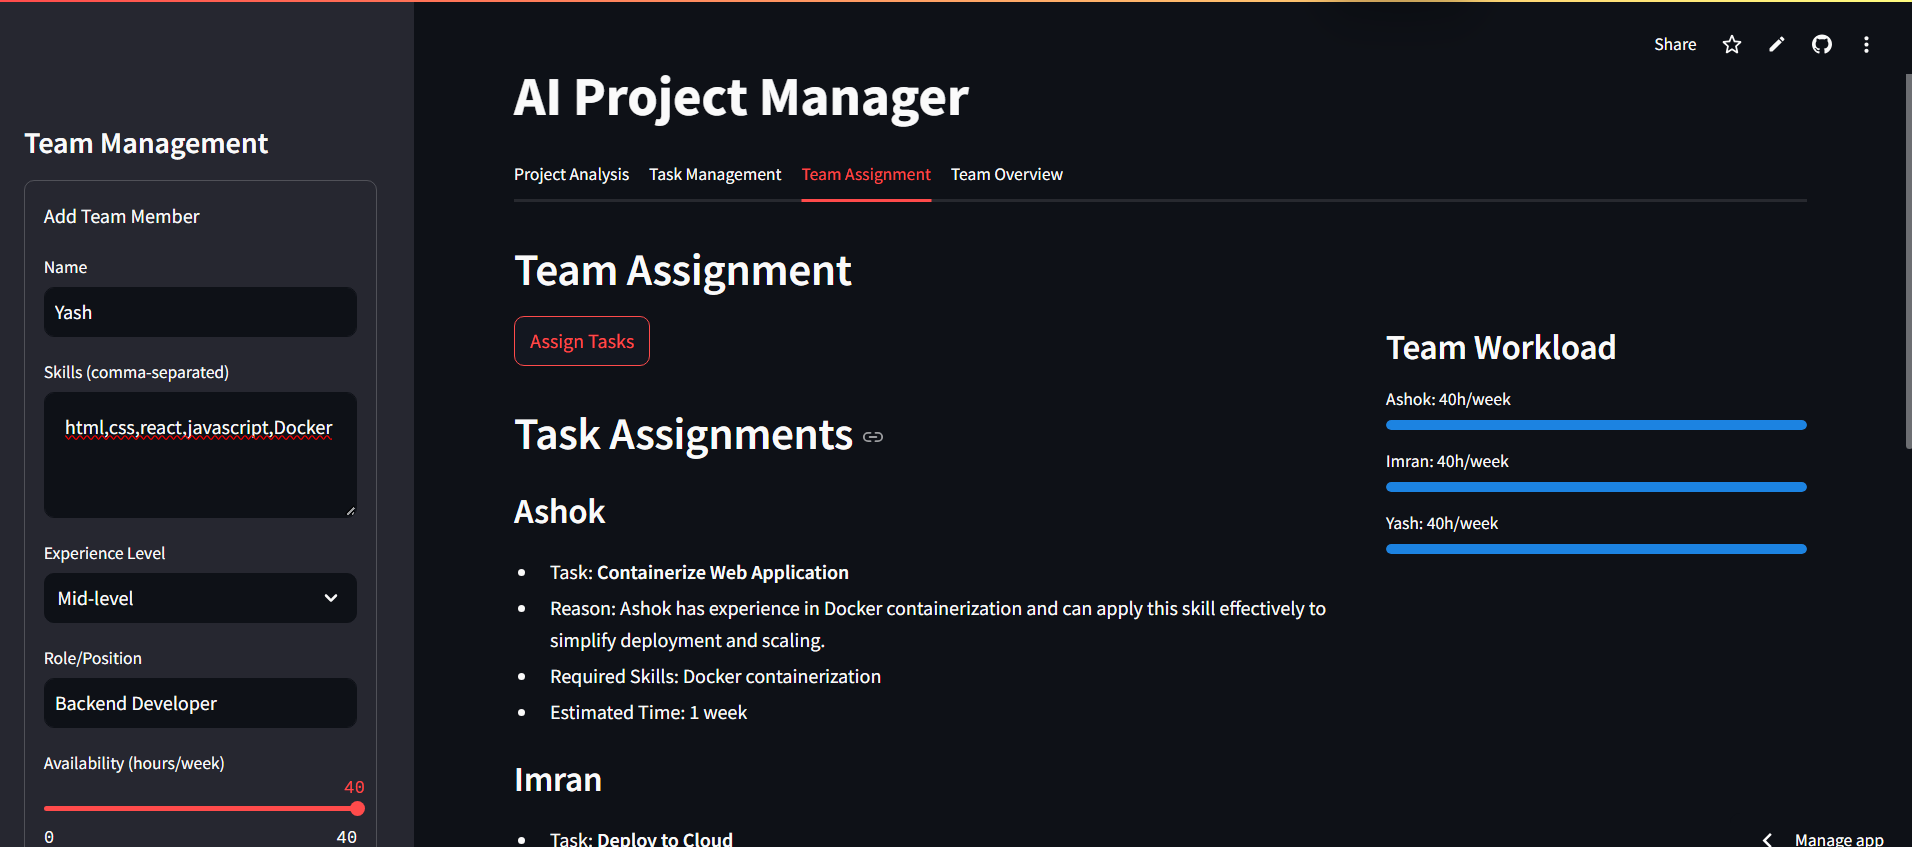 Share
Team Management
Add Team Member
Name
Yash
Skills (comma-separated)
html,css,react,javascript,Docker
Experience Level
Mid-level
Role/Position
Backend Developer
Availability (hours/week)
40
0 40
AI Project Manager
Project Analysis Task Management Team Assignment Team Overview
Team Assignment
Assign Tasks
Task Assignments
Ashok
• Task: Containerize Web Application
• Reason: Ashok has experience in Docker containerization and can apply this skill effectively to
simplify deployment and scaling.
• Required Skills: Docker containerization
• Estimated Time: 1 week
Imran
• Task: Deploy to Cloud
Team Workload
Ashok: 40h/week
Imran: 40h/week
Yash: 40h/week
Manage app